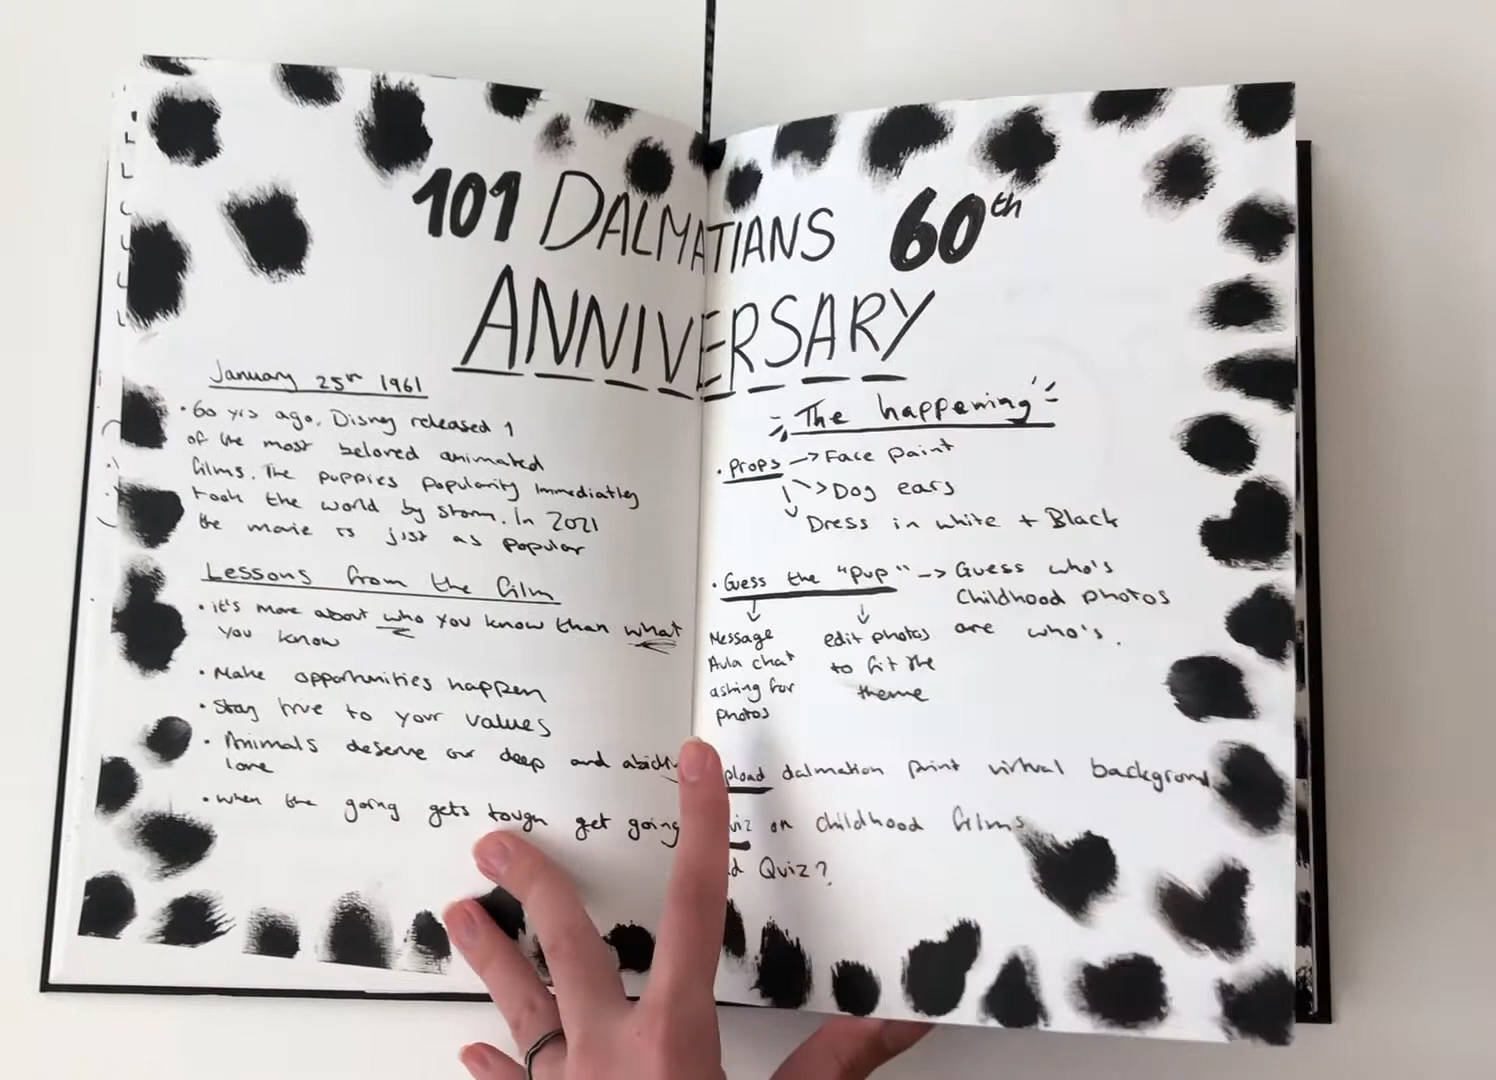 101 DALMATIANS 60th
ANNIVERSARY
January 25th 1961
• 60 yrs ago, Disney released 1
of the most beloved animated
films. The puppies popularity immediatley
took the world by storm. In 2021
the movie is just as popular
Lessons from the film
• it's more about who you know than what
you know
• Make opportunities happen
• Stay true to your values
• Animals deserve our deep and
love
• when the going gets tough get going
The happening
• Props -> Face paint
-> Dog ears
Dress in white + Black
• Guess the "Pup" -> Guess who's
Childhood photos
are who's.
Message
Aula chat
asking for
photos
edit photos
to fit the
theme
pload dalmation print virtual background
uiz on childhood films
d Quiz?